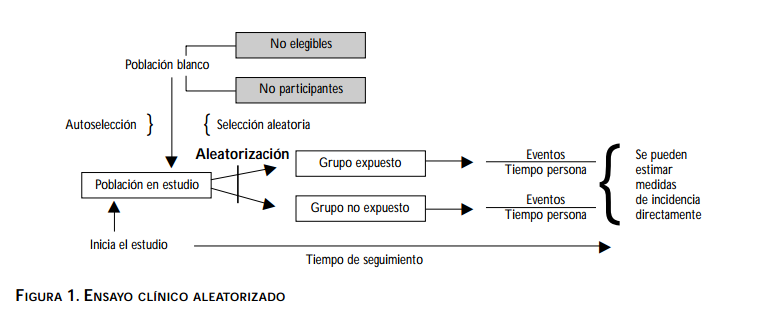 No elegibles
Población blanco
No participantes
Autoselección } { Selección aleatoria
Aleatorización
Población en estudio
Grupo expuesto
Eventos
Tiempo persona
Grupo no expuesto
Eventos
Tiempo persona
{ Se pueden
estimar
medidas
de incidencia
directamente
Inicia el estudio
Tiempo de seguimiento
FIGURA 1. ENSAYO CLÍNICO ALEATORIZADO